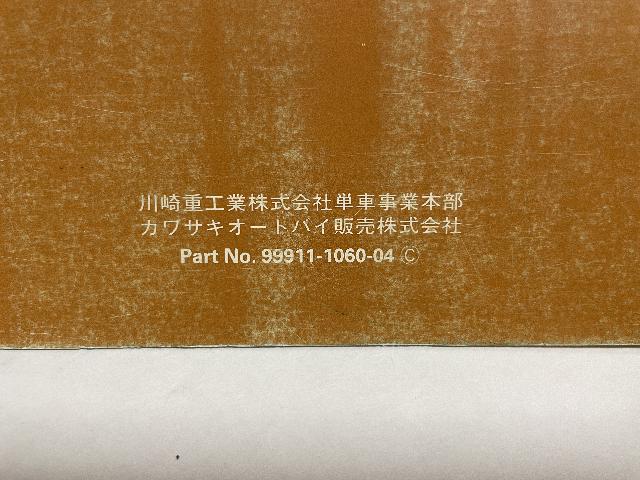 川崎重工業株式会社単車事業本部
カワサキオートバイ販売株式会社
Part No. 99911-1060-04 Ⓒ